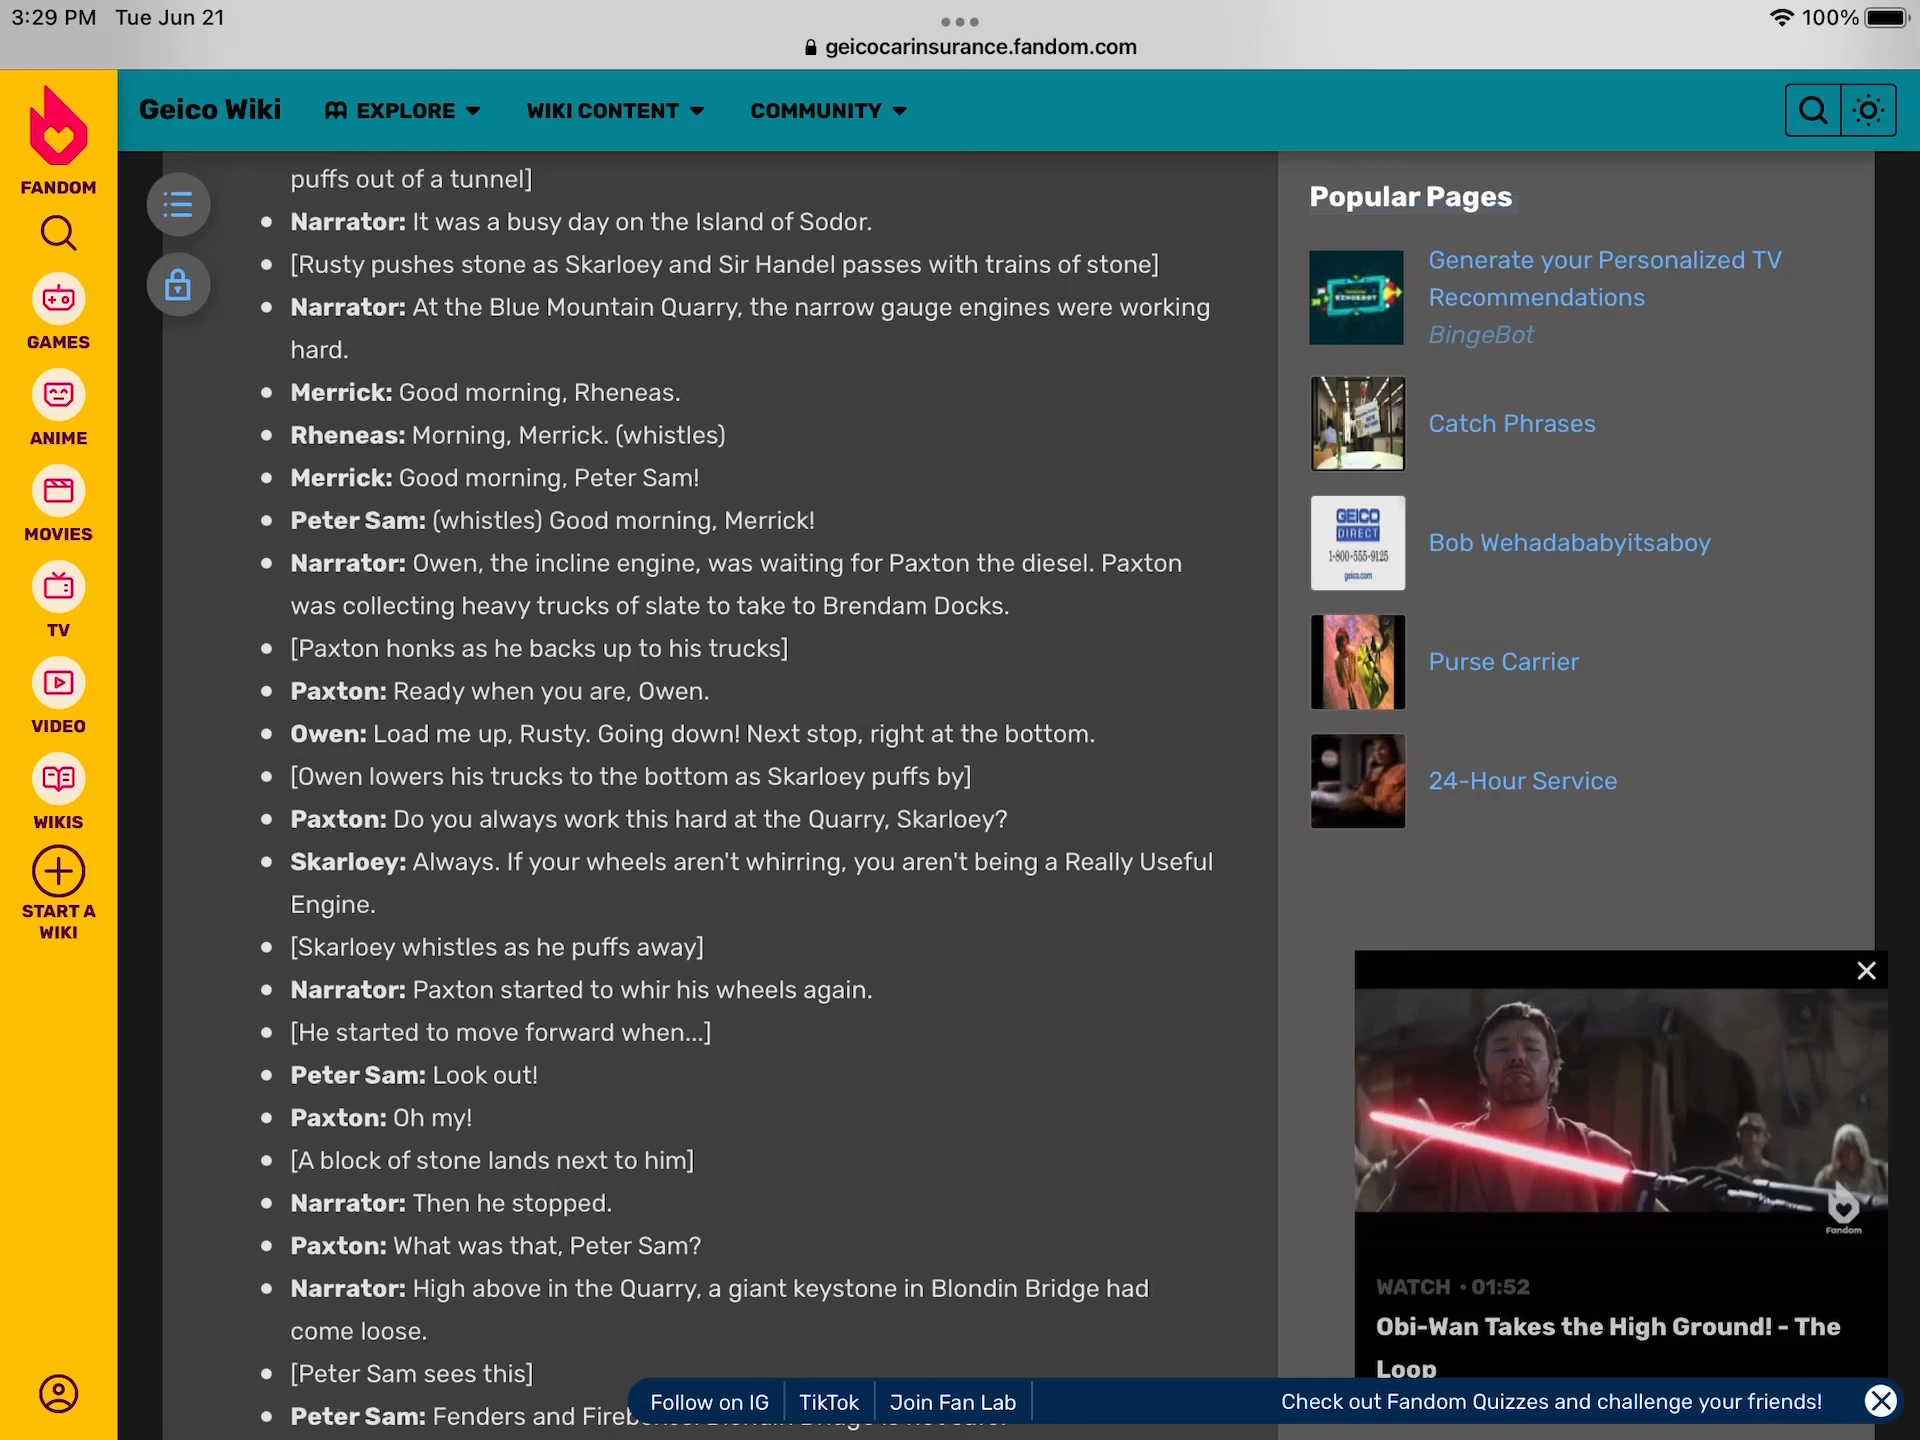 3:29 PM Tue Jun 21
100%
geicocarinsurance.fandom.com
FANDOM
GAMES
ANIME
MOVIES
TV
VIDEO
WIKIS
START A
WIKI
Geico Wiki EXPLORE WIKI CONTENT COMMUNITY
puffs out of a tunnel]
Narrator: It was a busy day on the Island of Sodor.
[Rusty pushes stone as Skarloey and Sir Handel passes with trains of stone]
Narrator: At the Blue Mountain Quarry, the narrow gauge engines were working
hard.
Merrick: Good morning, Rheneas.
Rheneas: Morning, Merrick. (whistles)
Merrick: Good morning, Peter Sam!
Peter Sam: (whistles) Good morning, Merrick!
Narrator: Owen, the incline engine, was waiting for Paxton the diesel. Paxton
was collecting heavy trucks of slate to take to Brendam Docks.
[Paxton honks as he backs up to his trucks]
Paxton: Ready when you are, Owen.
Owen: Load me up, Rusty. Going down! Next stop, right at the bottom.
[Owen lowers his trucks to the bottom as Skarloey puffs by]
Paxton: Do you always work this hard at the Quarry, Skarloey?
Skarloey: Always. If your wheels aren't whirring, you aren't being a Really Useful
Engine.
[Skarloey whistles as he puffs away]
Narrator: Paxton started to whir his wheels again.
[He started to move forward when...]
Peter Sam: Look out!
Paxton: Oh my!
[A block of stone lands next to him]
Narrator: Then he stopped.
Paxton: What was that, Peter Sam?
Narrator: High above in the Quarry, a giant keystone in Blondin Bridge had
come loose.
[Peter Sam sees this]
Peter Sam: Fenders and
Popular Pages
Generate your Personalized TV
Recommendations
BingeBot
Catch Phrases
GEICO
DIRECT
1-800-555-9125
geico.com
Bob Wehadababyitsaboy
Purse Carrier
24-Hour Service
Fandom
WATCH • 01:52
Obi-Wan Takes the High Ground! - The
Loop
Follow on IG TikTok Join Fan Lab Check out Fandom Quizzes and challenge your friends!